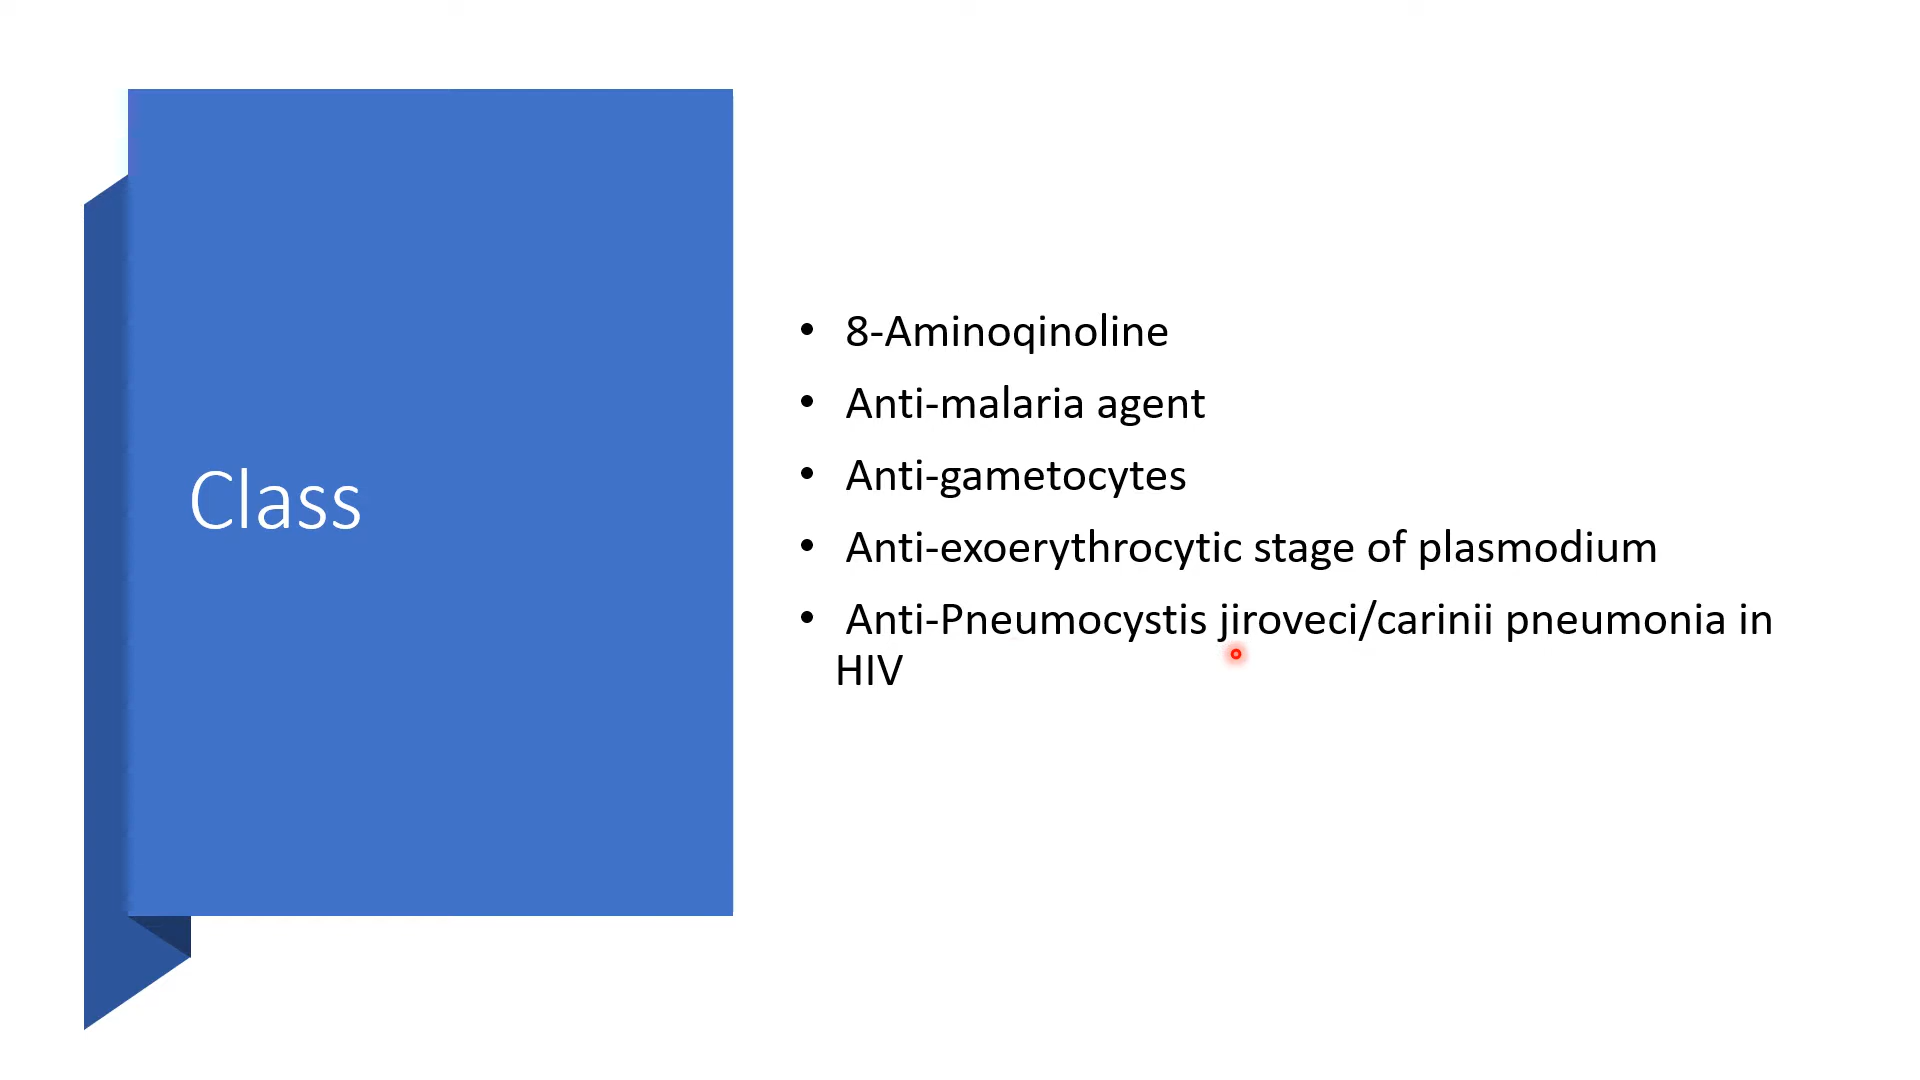 Class
• 8-Aminoqinoline
• Anti-malaria agent
• Anti-gametocytes
• Anti-exoerythrocytic stage of plasmodium
• Anti-Pneumocystis jiroveci/carinii pneumonia in
HIV